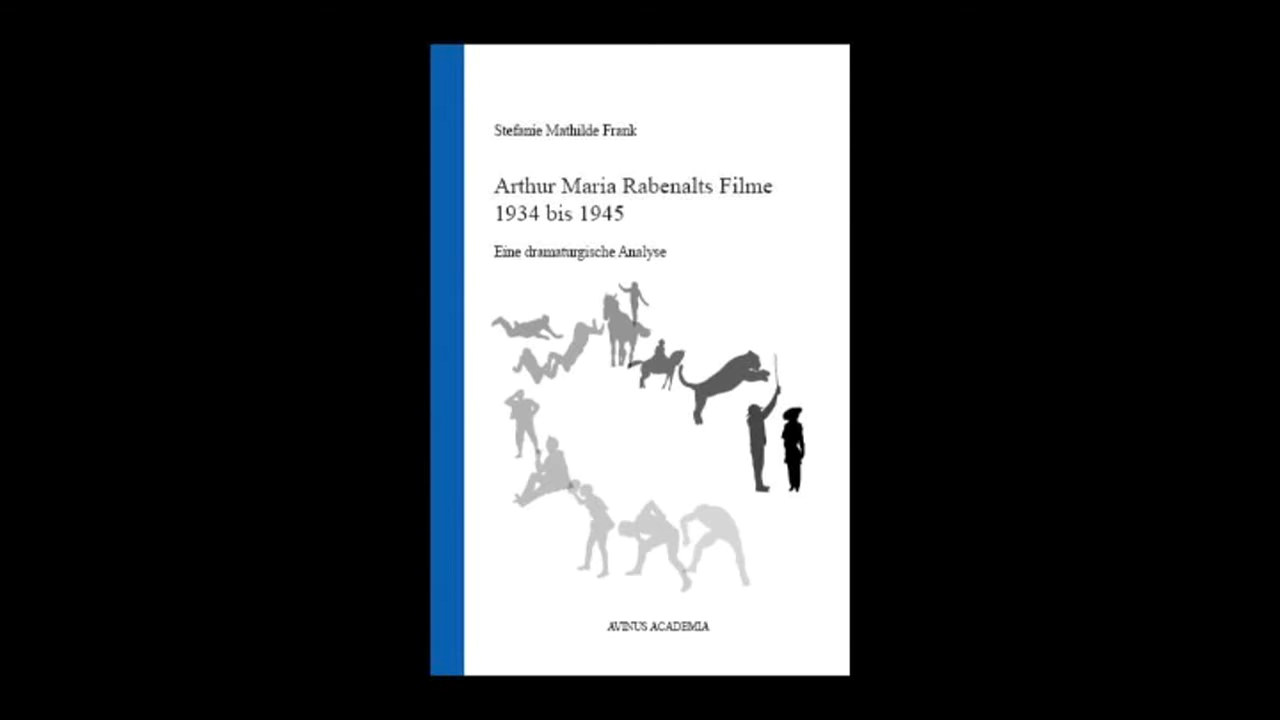 Stefanie Mathilde Frank
Arthur Maria Rabenalts Filme
1934 bis 1945
Eine dramaturgische Analyse
AVINUS ACADEMIA